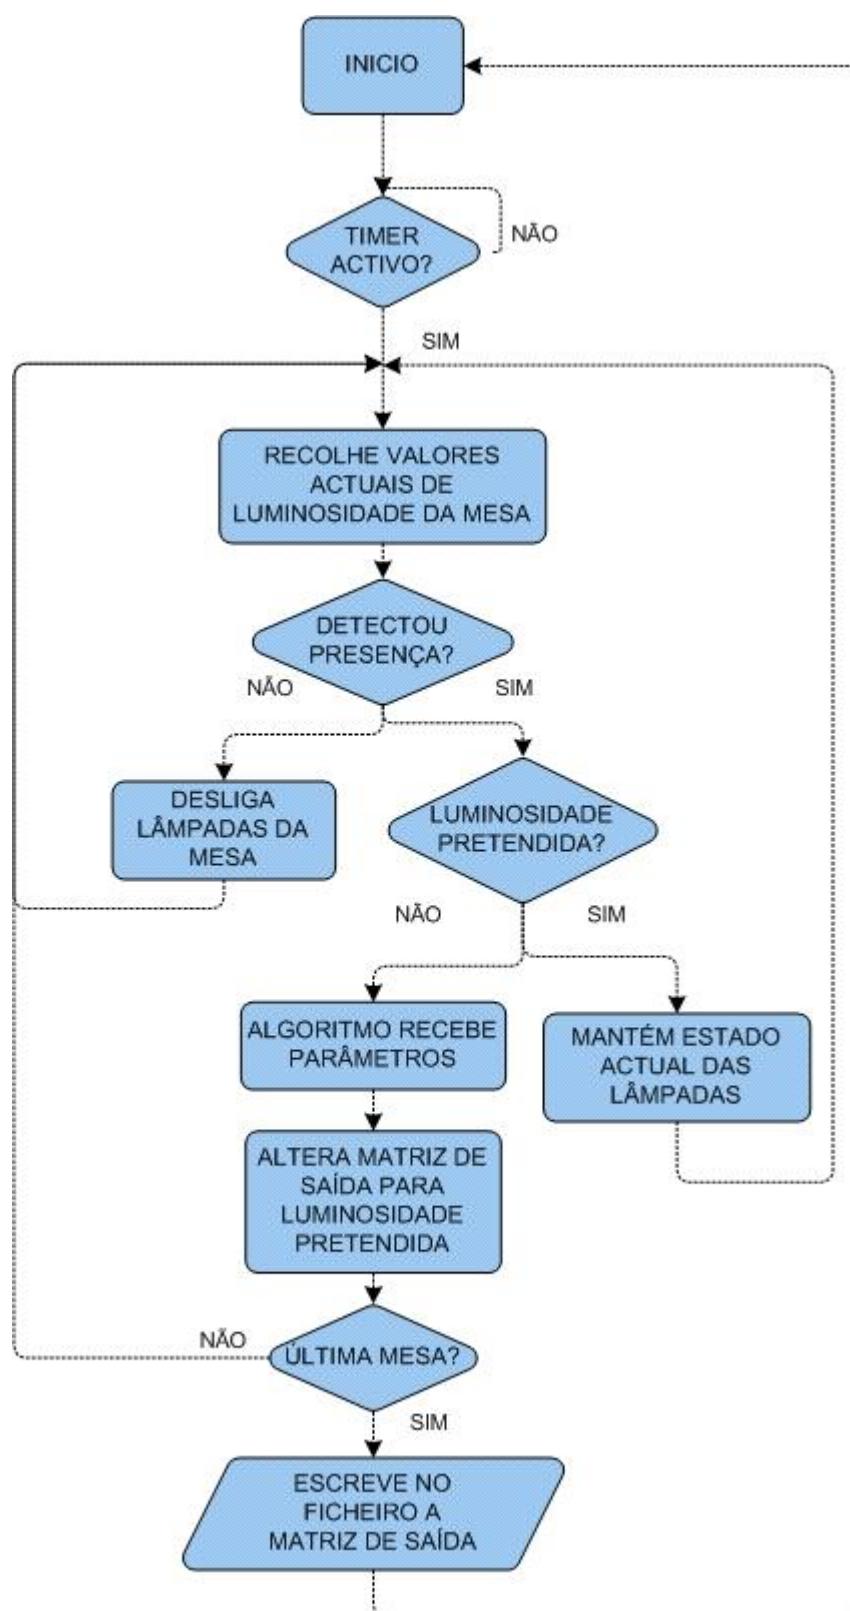 INICIO
TIMER
ACTIVO?
NÃO
SIM
RECOLHE VALORES
ACTUAIS DE
LUMINOSIDADE DA MESA
DETECTOU
PRESENÇA?
NÃO
SIM
DESLIGA
LÂMPADAS DA
MESA
LUMINOSIDADE
PRETENDIDA?
NÃO
SIM
ALGORITMO RECEBE
PARÂMETROS
MANTÉM ESTADO
ACTUAL DAS
LÂMPADAS
ALTERA MATRIZ DE
SAÍDA PARA
LUMINOSIDADE
PRETENDIDA
NÃO
ÚLTIMA MESA?
SIM
ESCREVE NO
FICHEIRO A
MATRIZ DE SAÍDA